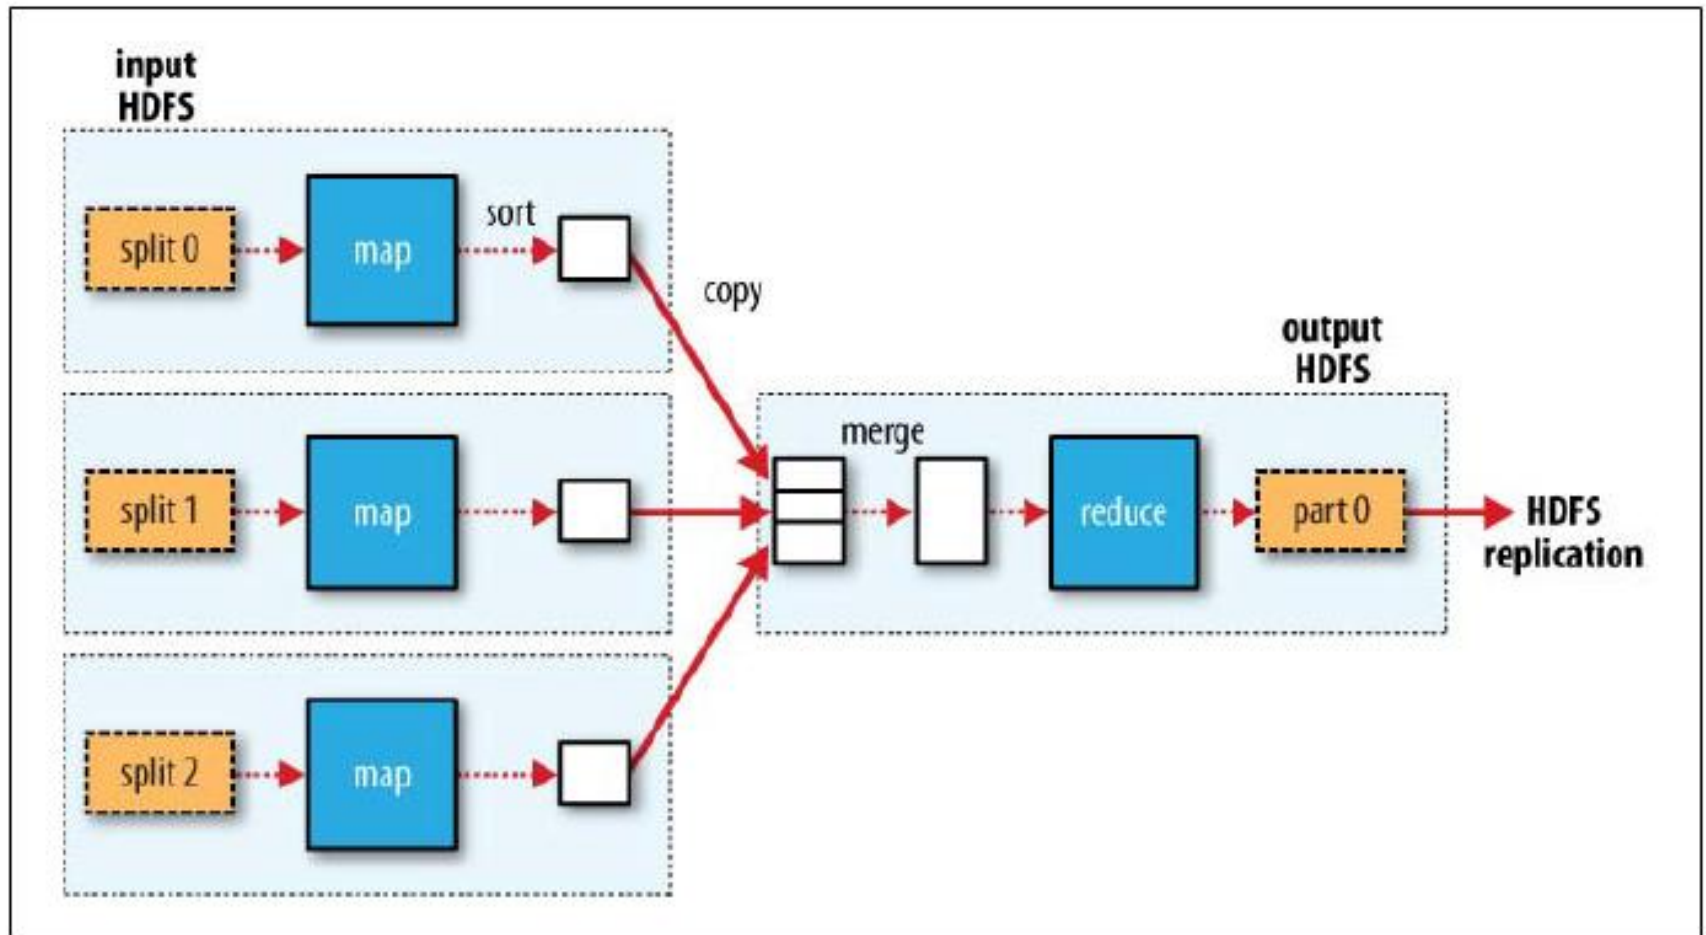 input
HDFS
split 0
map
sort
copy
split 1
map
split 2
map
merge
reduce
output
HDFS
part 0
HDFS
replication